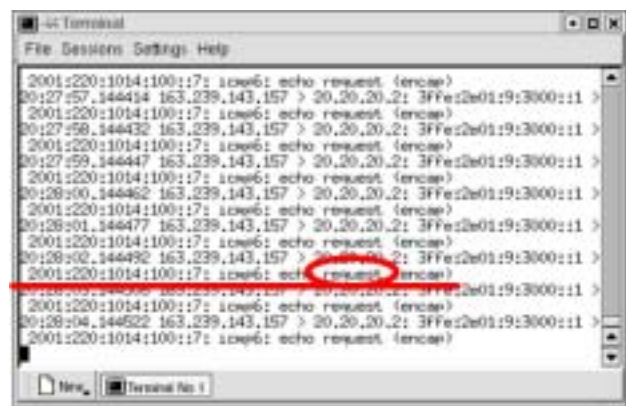 Terminal
File Sessions Settings Help
2001:220:1014:100::7: icmp6: echo request (encap)
20:27:57.144414 163.239.143.157 > 20.20.20.2: 3ffe:2e01:9:3000::1 >
2001:220:1014:100::7: icmp6: echo request (encap)
20:27:58.144432 163.239.143.157 > 20.20.20.2: 3ffe:2e01:9:3000::1 >
2001:220:1014:100::7: icmp6: echo request (encap)
20:27:59.144447 163.239.143.157 > 20.20.20.2: 3ffe:2e01:9:3000::1 >
2001:220:1014:100::7: icmp6: echo request (encap)
20:28:00.144462 163.239.143.157 > 20.20.20.2: 3ffe:2e01:9:3000::1 >
2001:220:1014:100::7: icmp6: echo request (encap)
20:28:01.144477 163.239.143.157 > 20.20.20.2: 3ffe:2e01:9:3000::1 >
2001:220:1014:100::7: icmp6: echo request (encap)
20:28:02.144492 163.239.143.157 > 20.20.20.2: 3ffe:2e01:9:3000::1 >
2001:220:1014:100::7: icmp6: echo request (encap)
163.239.143.157 > 20.20.20.2: 3ffe:2e01:9:3000::1 >
2001:220:1014:100::7: icmp6: echo request (encap)
20:28:04.144522 163.239.143.157 > 20.20.20.2: 3ffe:2e01:9:3000::1 >
2001:220:1014:100::7: icmp6: echo request (encap)
New
Terminal No 1